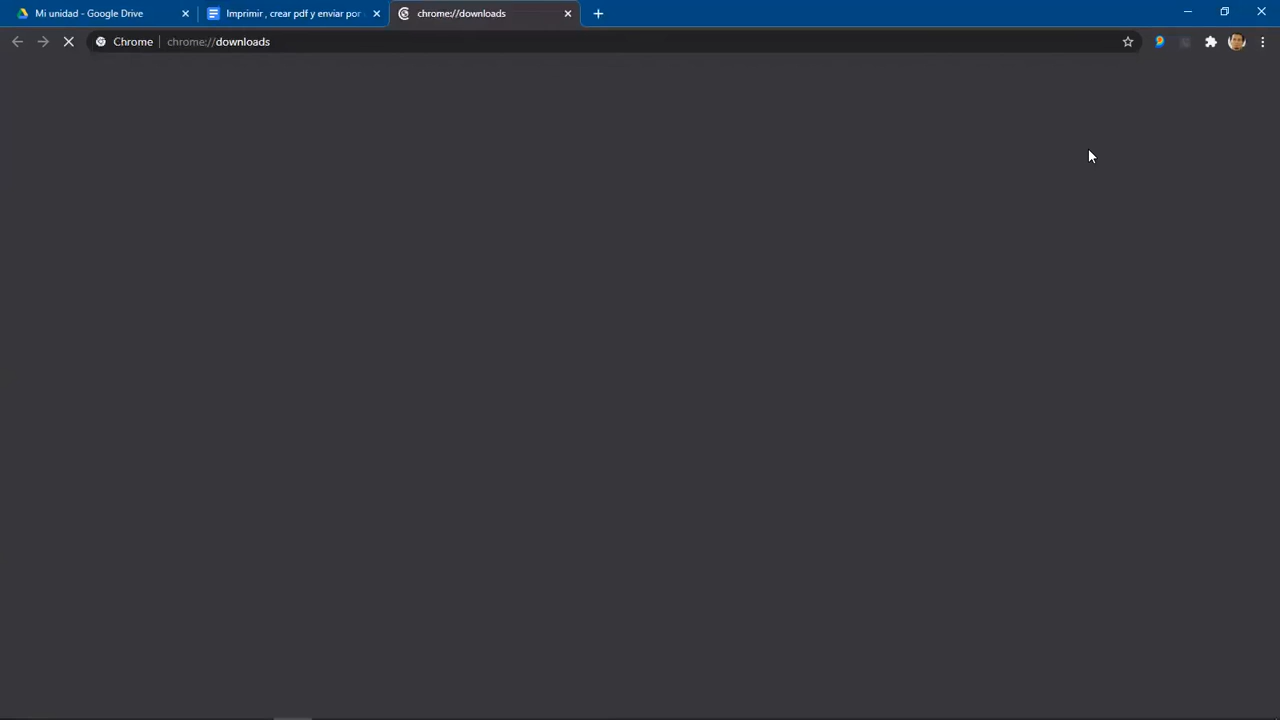 Mi unidad - Google Drive
Imprimir , crear pdf y enviar por
chrome://downloads
Chrome
chrome://downloads